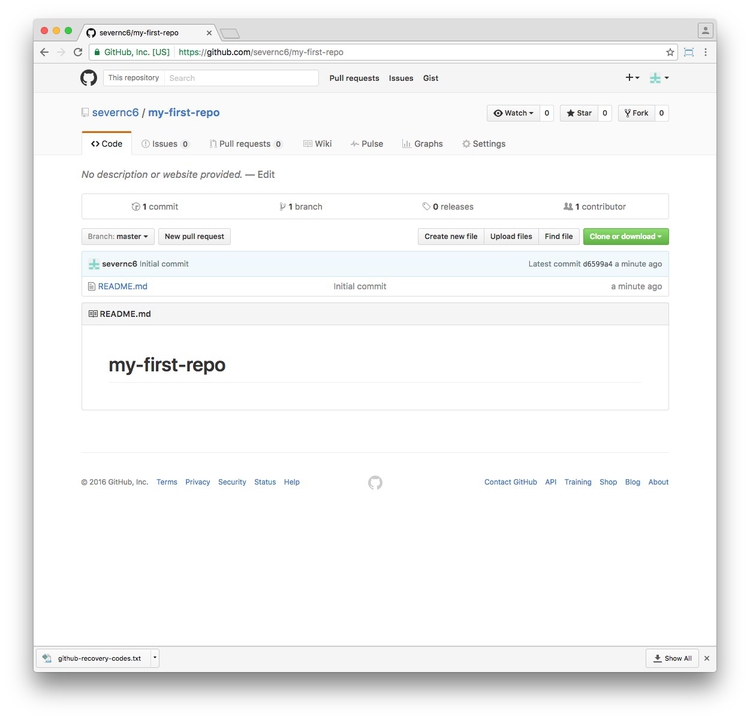 severnc6/my-first-repo
GitHub, Inc. [US] https://github.com/severnc6/my-first-repo
This repository Search Pull requests Issues Gist
severnc6 / my-first-repo Watch 0 Star 0 Fork 0
Code Issues 0 Pull requests 0 Wiki Pulse Graphs Settings
No description or website provided. — Edit
1 commit 1 branch 0 releases 1 contributor
Branch: master New pull request Create new file Upload files Find file Clone or download
severnc6 Initial commit Latest commit d6599a4 a minute ago
README.md Initial commit a minute ago
README.md
my-first-repo
© 2016 GitHub, Inc. Terms Privacy Security Status Help Contact GitHub API Training Shop Blog About
github-recovery-codes.txt Show All